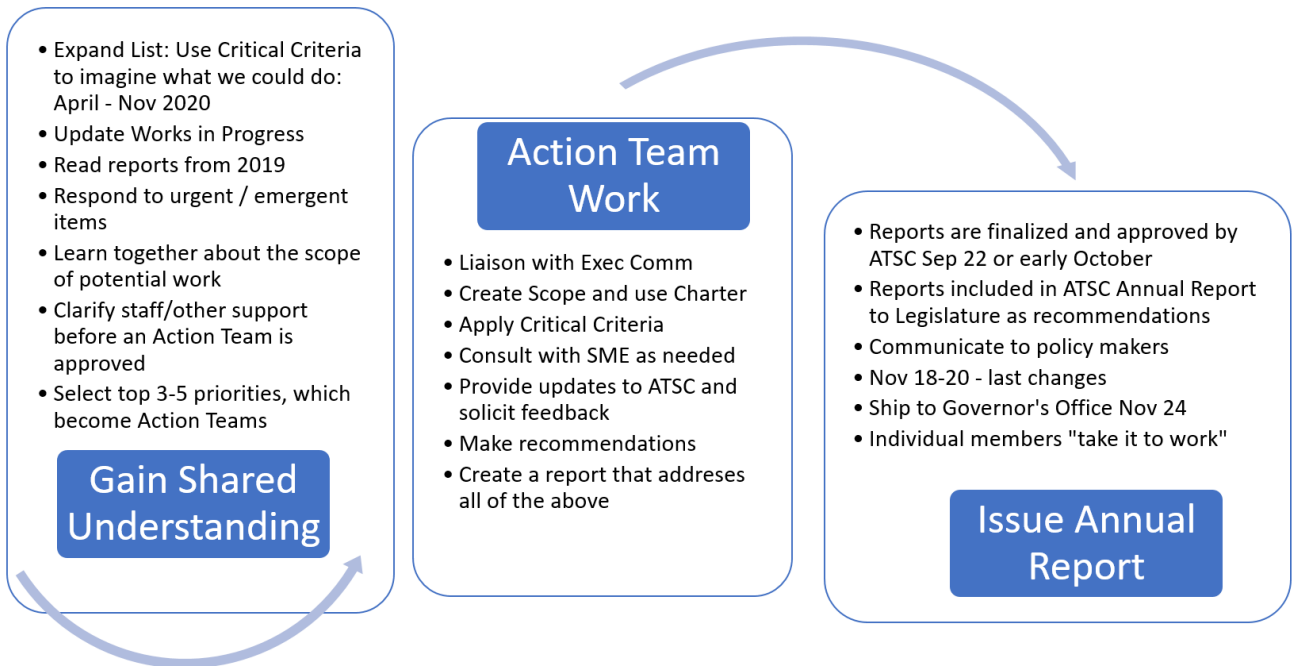 • Expand List: Use Critical Criteria
to imagine what we could do:
April - Nov 2020
• Update Works in Progress
• Read reports from 2019
• Respond to urgent / emergent
items
• Learn together about the scope
of potential work
• Clarify staff/other support
before an Action Team is
approved
• Select top 3-5 priorities, which
become Action Teams
Gain Shared
Understanding
Action Team
Work
• Liaison with Exec Comm
• Create Scope and use Charter
• Apply Critical Criteria
• Consult with SME as needed
• Provide updates to ATSC and
solicit feedback
• Make recommendations
• Create a report that addreses
all of the above
• Reports are finalized and approved by
ATSC Sep 22 or early October
• Reports included in ATSC Annual Report
to Legislature as recommendations
• Communicate to policy makers
• Nov 18-20 - last changes
• Ship to Governor's Office Nov 24
• Individual members "take it to work"
Issue Annual
Report